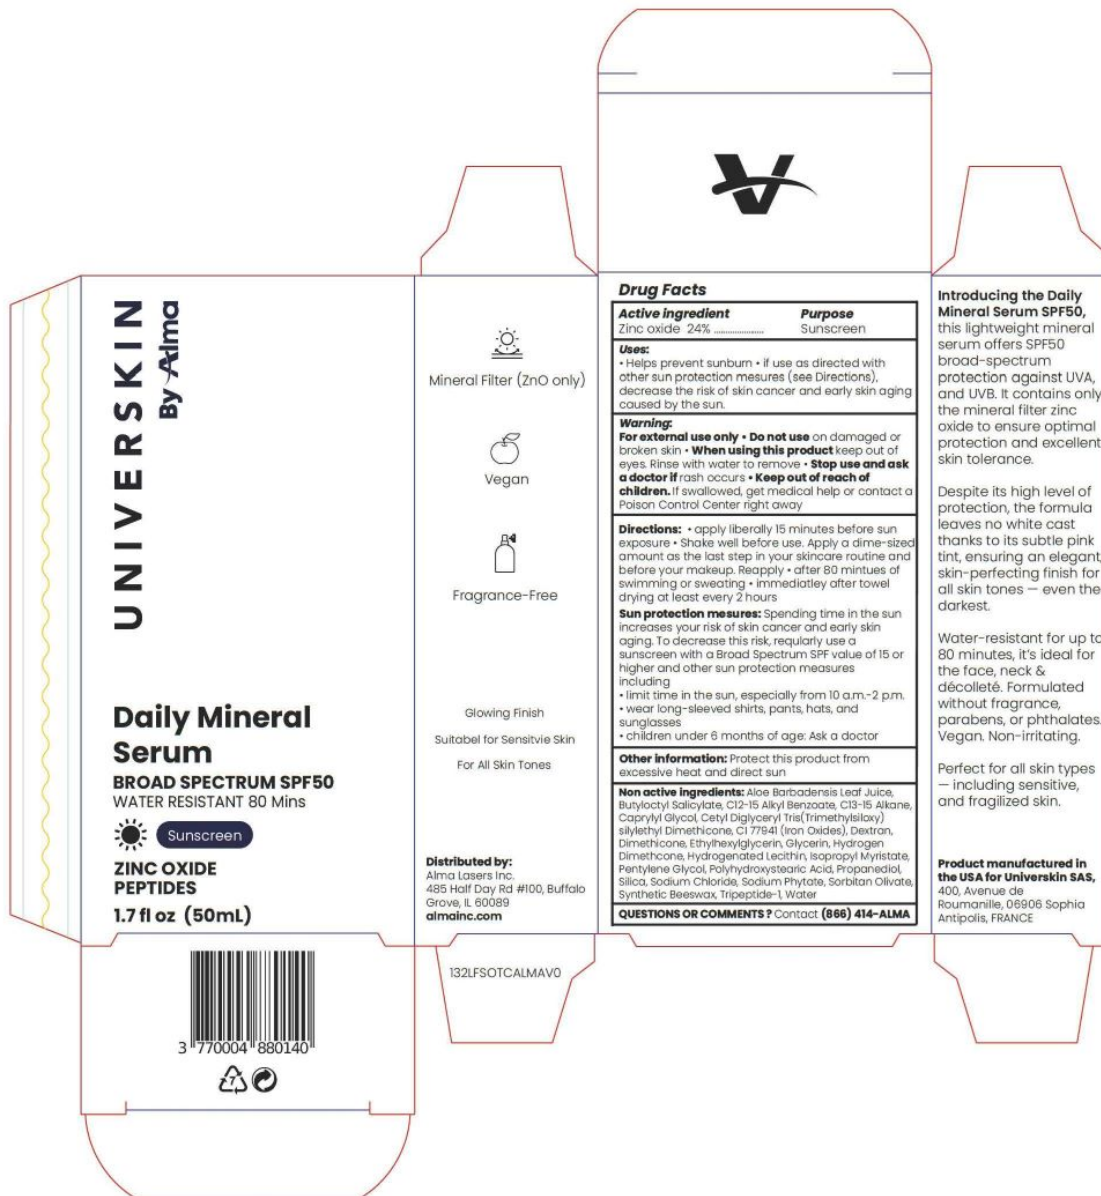 UNIVERSKIN
By Alma
Daily Mineral
Serum
BROAD SPECTRUM SPF50
WATER RESISTANT 80 Mins
Sunscreen
ZINC OXIDE
PEPTIDES
1.7 fl oz (50mL)
3 770004 880140
7
Mineral Filter (ZnO only)
Vegan
Fragrance-Free
Glowing Finish
Suitabel for Sensitvie Skin
For All Skin Tones
Distributed by:
Alma Lasers Inc.
485 Half Day Rd #100, Buffalo
Grove, IL 60089
almainc.com
132LFSOTCALMAV0
Drug Facts
Active ingredient Purpose
Zinc oxide 24% ...................... Sunscreen
Uses:
• Helps prevent sunburn • if use as directed with
other sun protection mesures (see Directions),
decrease the risk of skin cancer and early skin aging
caused by the sun.
Warning:
For external use only • Do not use on damaged or
broken skin • When using this product keep out of
eyes. Rinse with water to remove • Stop use and ask
a doctor if rash occurs • Keep out of reach of
children. If swallowed, get medical help or contact a
Poison Control Center right away
Directions: • apply liberally 15 minutes before sun
exposure • Shake well before use. Apply a dime-sized
amount as the last step in your skincare routine and
before your makeup. Reapply • after 80 mintues of
swimming or sweating • immediatley after towel
drying at least every 2 hours
Sun protection mesures: Spending time in the sun
increases your risk of skin cancer and early skin
aging. To decrease this risk, reqularly use a
sunscreen with a Broad Spectrum SPF value of 15 or
higher and other sun protection measures
including
• limit time in the sun, especially from 10 a.m.-2 p.m.
• wear long-sleeved shirts, pants, hats, and
sunglasses
• children under 6 months of age: Ask a doctor
Other information: Protect this product from
excessive heat and direct sun
Non active ingredients: Aloe Barbadensis Leaf Juice,
Butyloctyl Salicylate, C12-15 Alkyl Benzoate, C13-15 Alkane,
Caprylyl Glycol, Cetyl Diglyceryl Tris(Trimethylsiloxy)
silylethyl Dimethicone, CI 77941 (Iron Oxides), Dextran,
Dimethicone, Ethylhexylglycerin, Glycerin, Hydrogen
Dimethcone, Hydrogenated Lecithin, Isopropyl Myristate,
Pentylene Glycol, Polyhydroxystearic Acid, Propanediol,
Silica, Sodium Chloride, Sodium Phytate, Sorbitan Olivate,
Synthetic Beeswax, Tripeptide-1, Water
QUESTIONS OR COMMENTS ? Contact (866) 414-ALMA
Introducing the Daily
Mineral Serum SPF50,
this lightweight mineral
serum offers SPF50
broad-spectrum
protection against UVA,
and UVB. It contains only
the mineral filter zinc
oxide to ensure optimal
protection and excellent
skin tolerance.
Despite its high level of
protection, the formula
leaves no white cast
thanks to its subtle pink
tint, ensuring an elegant,
skin-perfecting finish for
all skin tones — even the
darkest.
Water-resistant for up to
80 minutes, it's ideal for
the face, neck &
décolleté. Formulated
without fragrance,
parabens, or phthalates.
Vegan. Non-irritating.
Perfect for all skin types
— including sensitive,
and fragilized skin.
Product manufactured in
the USA for Universkin SAS,
400, Avenue de
Roumanille, 06906 Sophia
Antipolis, FRANCE